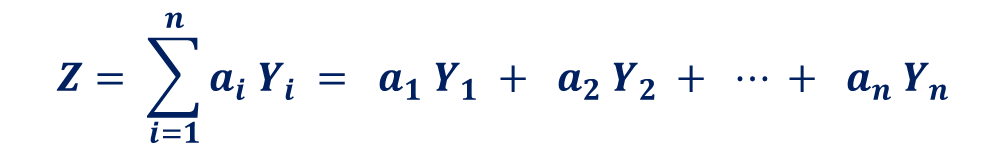 Z = ∑_{i=1}^{n} a_i Y_i = a_1 Y_1 + a_2 Y_2 + ⋯ + a_n Y_n